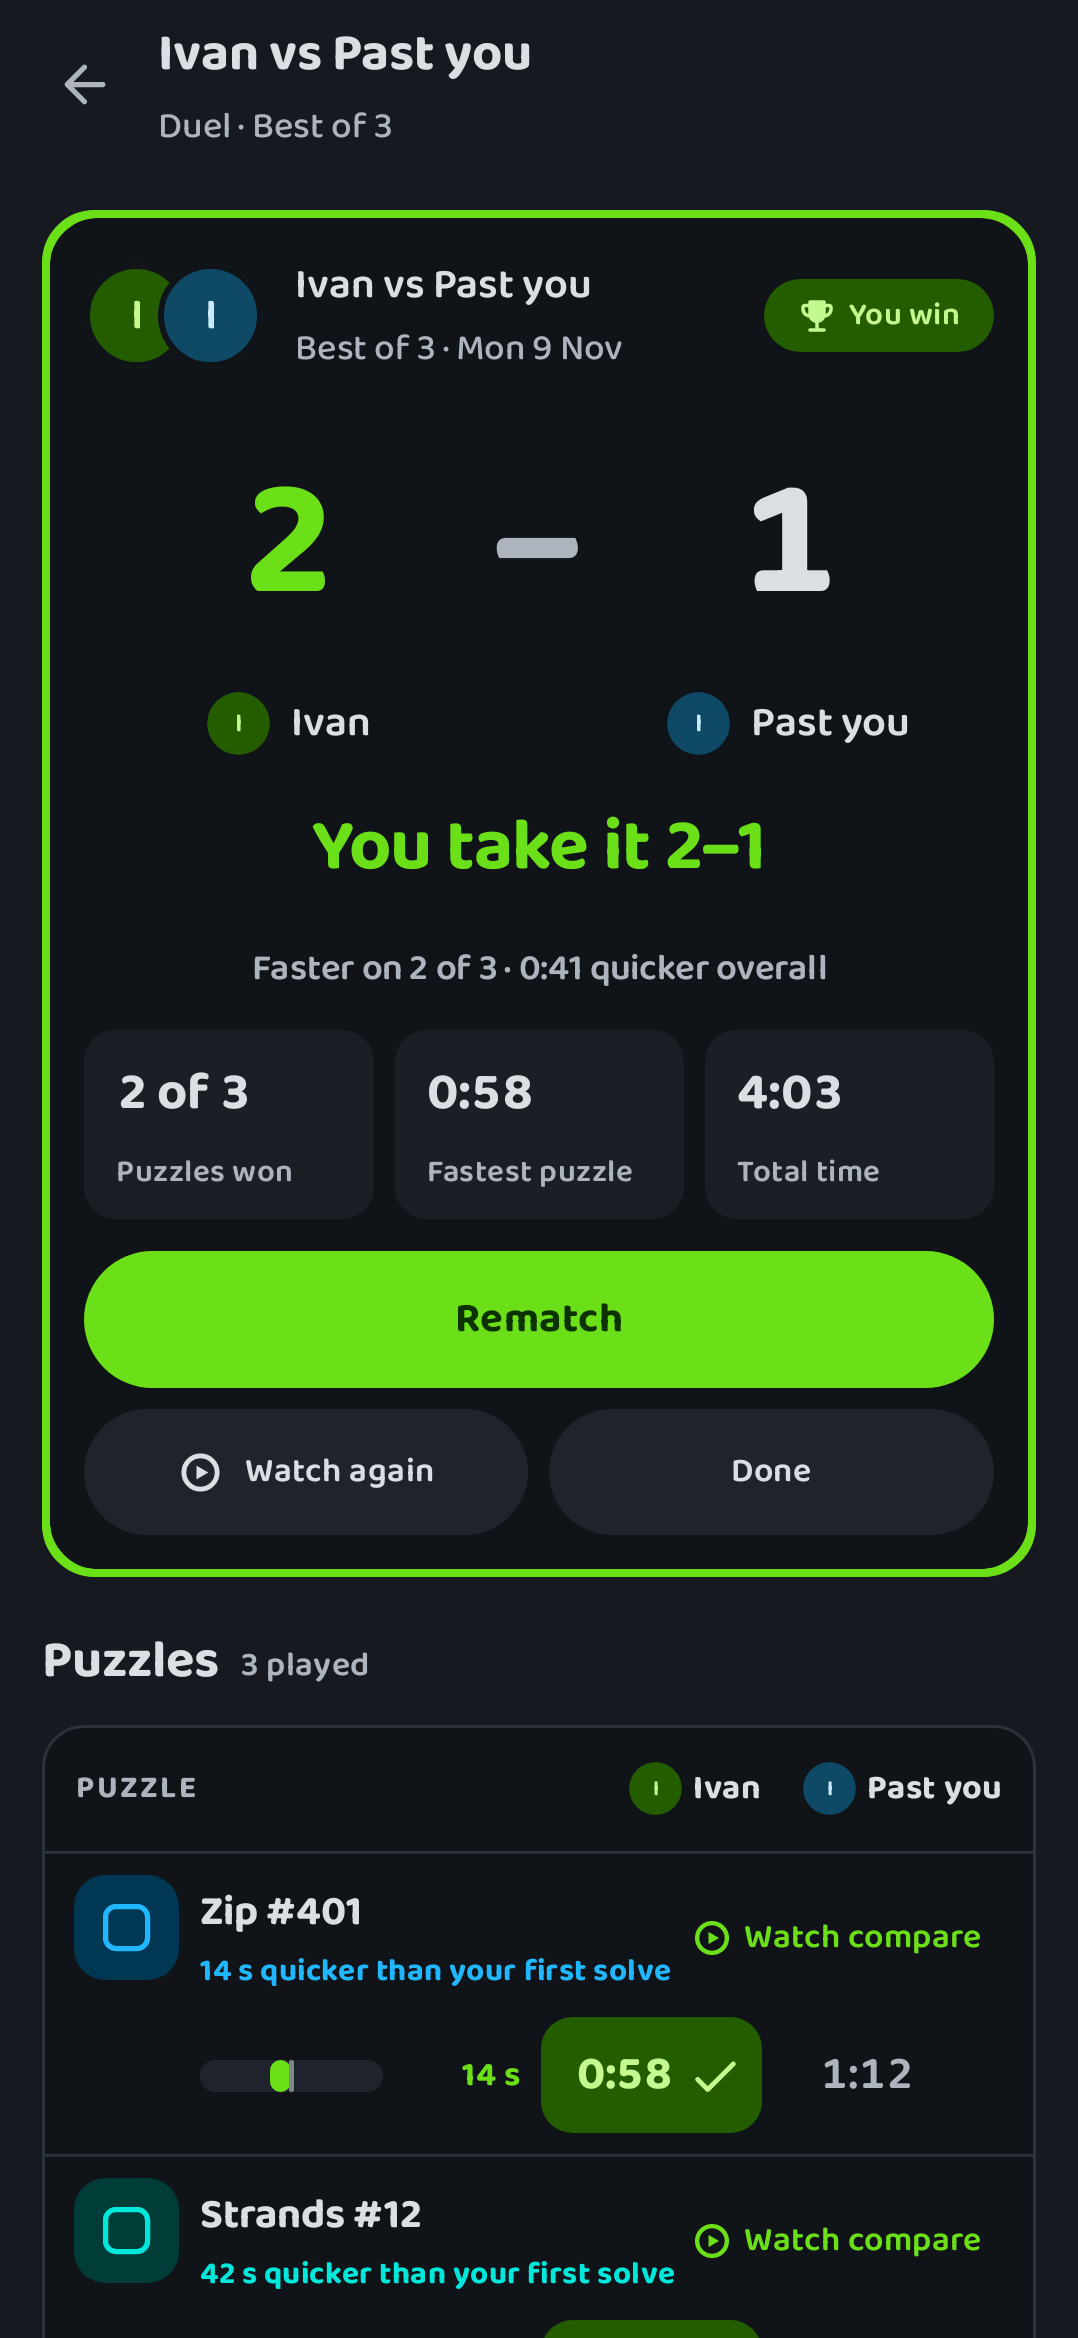 Ivan vs Past you
Duel · Best of 3
I I
Ivan vs Past you
Best of 3 · Mon 9 Nov
You win
2 – 1
I Ivan
I Past you
You take it 2–1
Faster on 2 of 3 · 0:41 quicker overall
2 of 3
Puzzles won
0:58
Fastest puzzle
4:03
Total time
Rematch
Watch again
Done
Puzzles 3 played
PUZZLE
I Ivan
I Past you
Zip #401
14 s quicker than your first solve
Watch compare
14 s
0:58
1:12
Strands #12
42 s quicker than your first solve
Watch compare